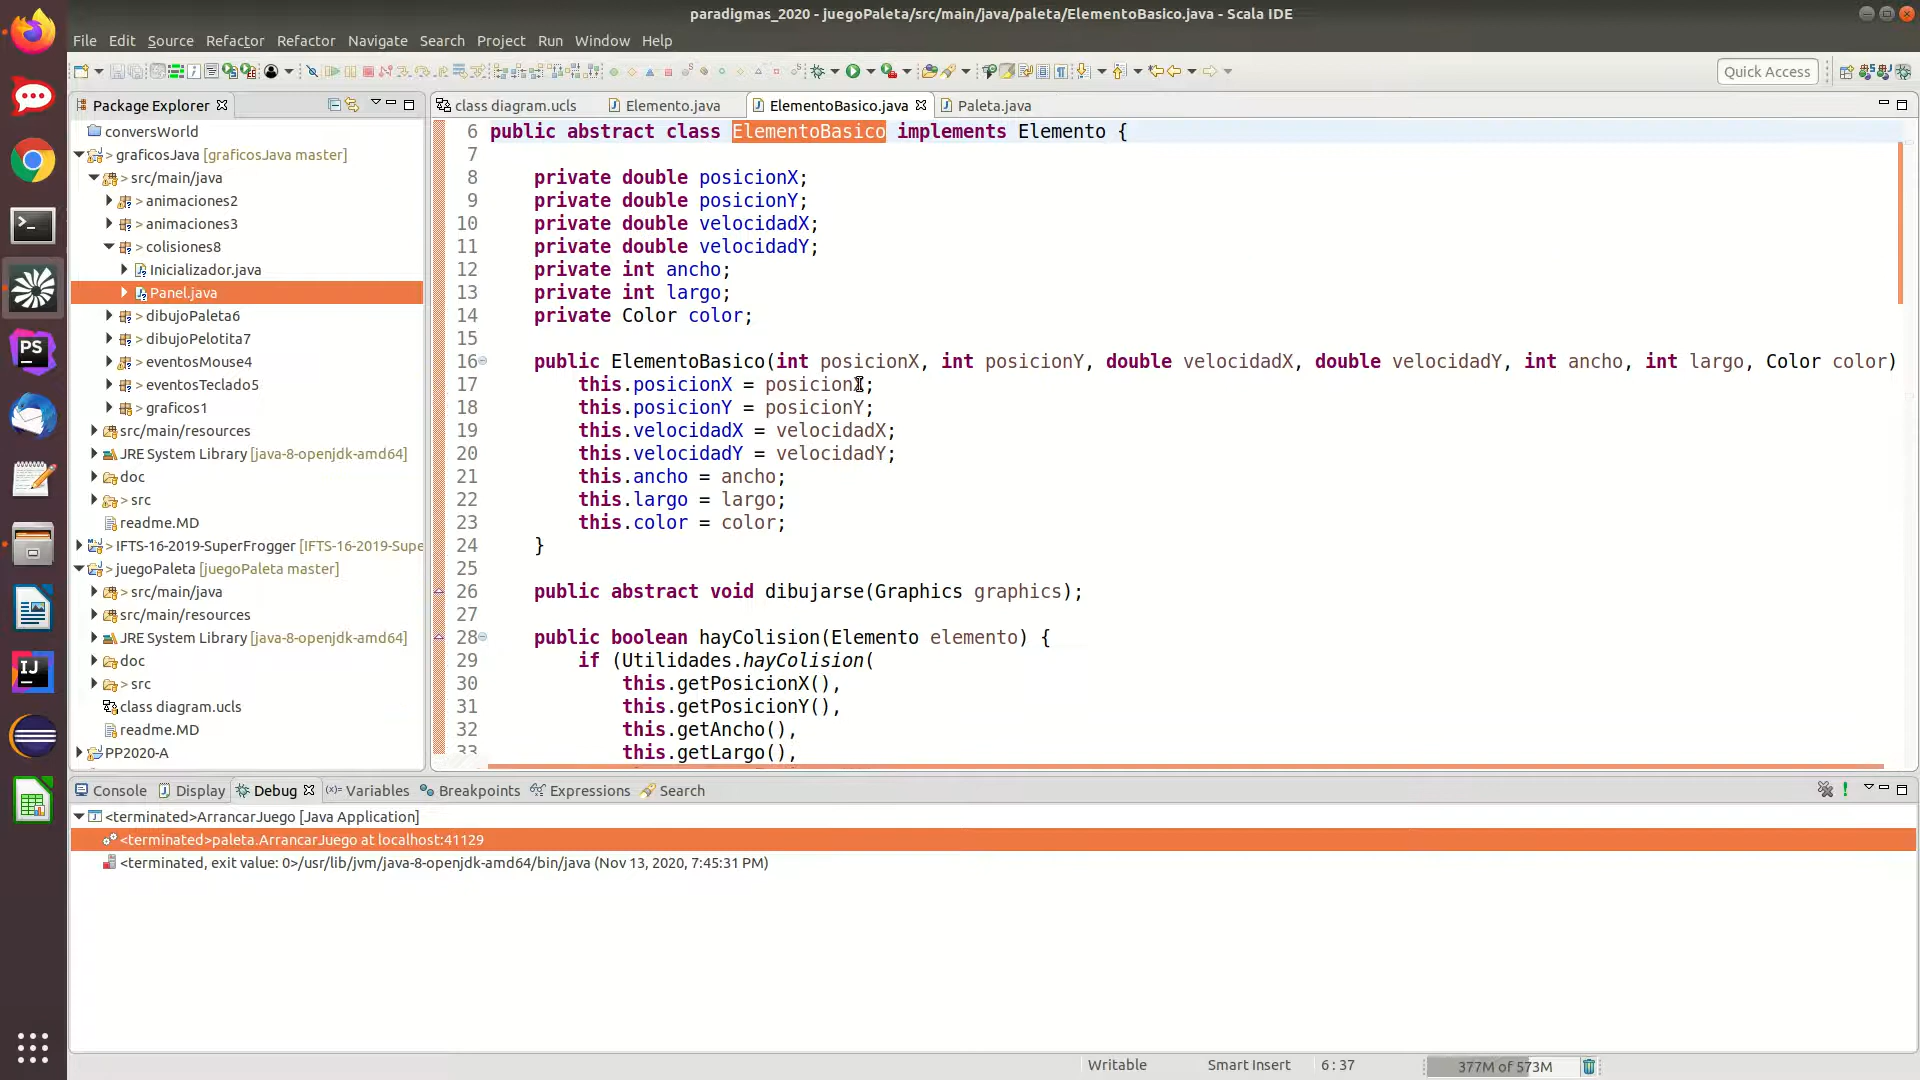 paradigmas_2020 - juegoPaleta/src/main/java/paleta/ElementoBasico.java - Scala IDE
File Edit Source Refactor Refactor Navigate Search Project Run Window Help
Quick Access
Package Explorer
conversWorld
> graficosJava [graficosJava master]
> src/main/java
> animaciones2
> animaciones3
> colisiones8
Inicializador.java
Panel.java
> dibujoPaleta6
> dibujoPelotita7
> eventosMouse4
> eventosTeclado5
> graficos1
src/main/resources
JRE System Library [java-8-openjdk-amd64]
doc
> src
readme.MD
> IFTS-16-2019-SuperFrogger [IFTS-16-2019-Supe
> juegoPaleta [juegoPaleta master]
> src/main/java
src/main/resources
JRE System Library [java-8-openjdk-amd64]
doc
> src
class diagram.ucls
readme.MD
PP2020-A
class diagram.ucls Elemento.java ElementoBasico.java Paleta.java
6 public abstract class ElementoBasico implements Elemento {
7
8 private double posicionX;
9 private double posicionY;
10 private double velocidadX;
11 private double velocidadY;
12 private int ancho;
13 private int largo;
14 private Color color;
15
16 public ElementoBasico(int posicionX, int posicionY, double velocidadX, double velocidadY, int ancho, int largo, Color color)
17 this.posicionX = posicionX;
18 this.posicionY = posicionY;
19 this.velocidadX = velocidadX;
20 this.velocidadY = velocidadY;
21 this.ancho = ancho;
22 this.largo = largo;
23 this.color = color;
24 }
25
26 public abstract void dibujarse(Graphics graphics);
27
28 public boolean hayColision(Elemento elemento) {
29 if (Utilidades.hayColision(
30 this.getPosicionX(),
31 this.getPosicionY(),
32 this.getAncho(),
33 this.getLargo(),
Console Display Debug Variables Breakpoints Expressions Search
<terminated>ArrancarJuego [Java Application]
<terminated>paleta.ArrancarJuego at localhost:41129
<terminated, exit value: 0>/usr/lib/jvm/java-8-openjdk-amd64/bin/java (Nov 13, 2020, 7:45:31 PM)
Writable Smart Insert 6 : 37 377M of 573M
PS
IJ